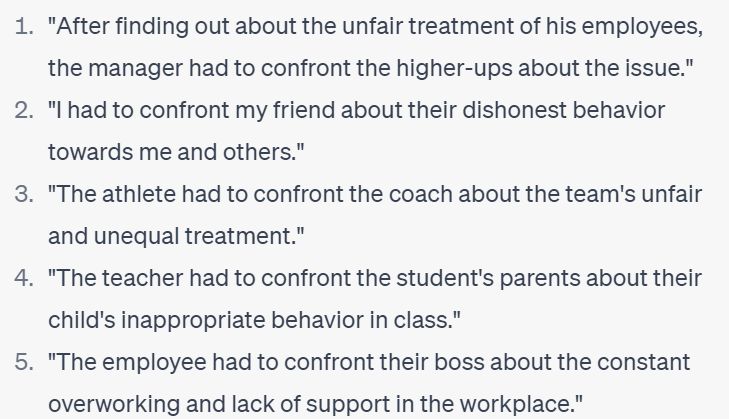 1. "After finding out about the unfair treatment of his employees,
the manager had to confront the higher-ups about the issue."
2. "I had to confront my friend about their dishonest behavior
towards me and others."
3. "The athlete had to confront the coach about the team's unfair
and unequal treatment."
4. "The teacher had to confront the student's parents about their
child's inappropriate behavior in class."
5. "The employee had to confront their boss about the constant
overworking and lack of support in the workplace."